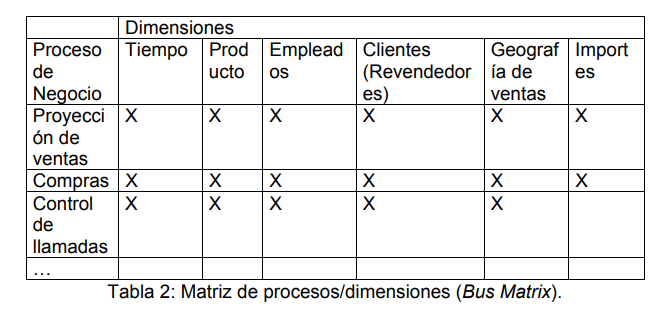 Dimensiones
Proceso de Negocio Tiempo Producto Empleados Clientes (Revendedores) Geografía de ventas Importes
Proyección de ventas X X X X X X
Compras X X X X X X
Control de llamadas X X X X X
…
Tabla 2: Matriz de procesos/dimensiones (Bus Matrix).